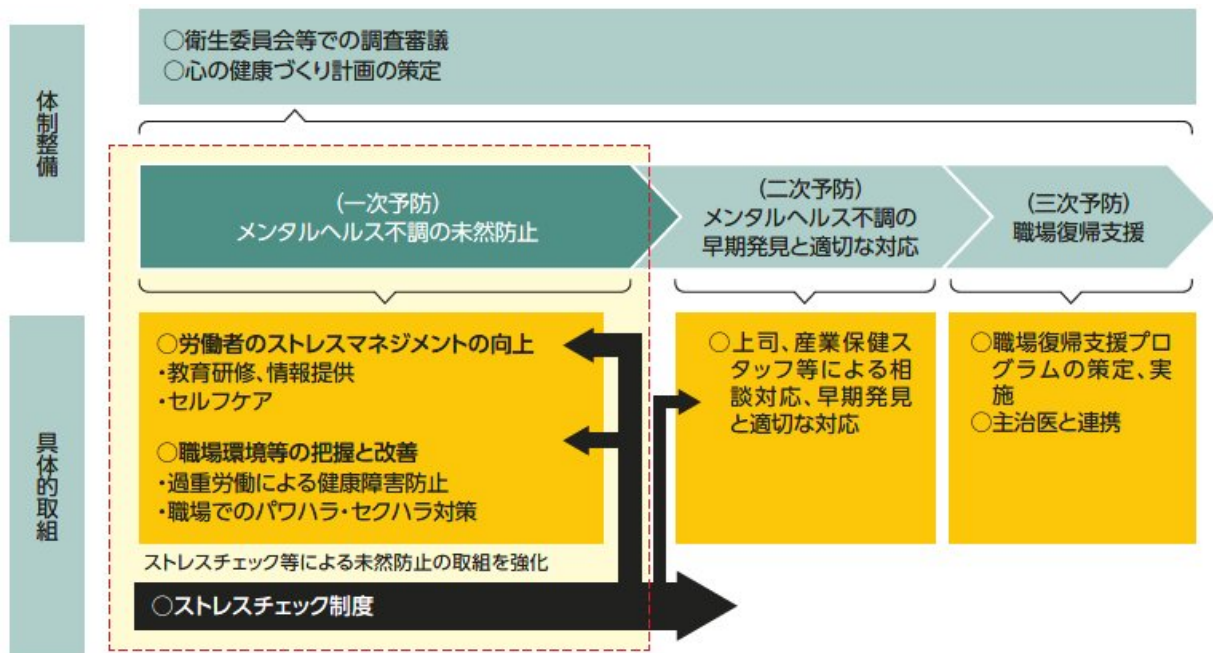 体制整備
○衛生委員会等での調査審議
○心の健康づくり計画の策定
(一次予防)
メンタルヘルス不調の未然防止
(二次予防)
メンタルヘルス不調の
早期発見と適切な対応
(三次予防)
職場復帰支援
具体的取組
○労働者のストレスマネジメントの向上
・教育研修、情報提供
・セルフケア
○職場環境等の把握と改善
・過重労働による健康障害防止
・職場でのパワハラ・セクハラ対策
○上司、産業保健ス
タッフ等による相
談対応、早期発見
と適切な対応
○職場復帰支援プロ
グラムの策定、実
施
○主治医と連携
ストレスチェック等による未然防止の取組を強化
○ストレスチェック制度